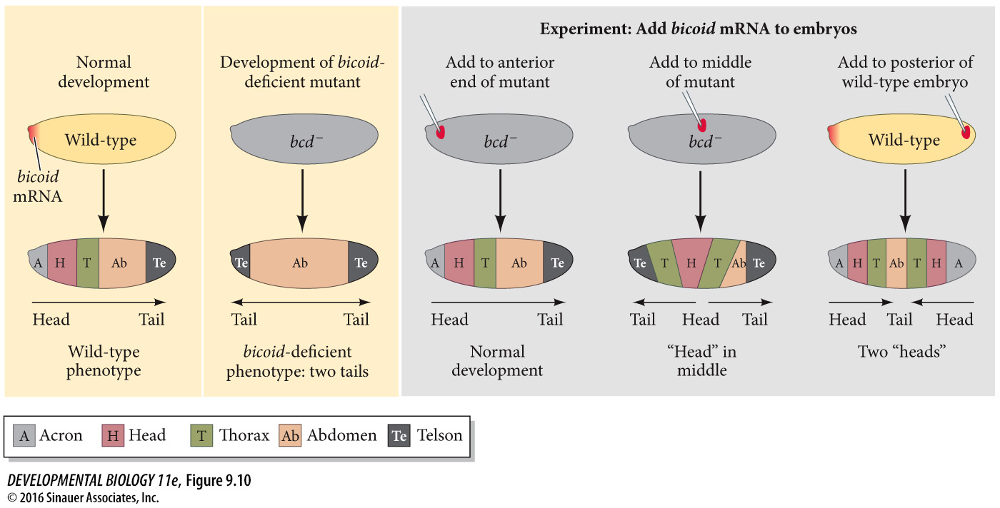 Experiment: Add bicoid mRNA to embryos
Normal
development
Wild-type
bicoid
mRNA
A H T Ab Te
Head Tail
Wild-type
phenotype
Development of bicoid-
deficient mutant
bcd–
Te Ab Te
Tail Tail
bicoid-deficient
phenotype: two tails
Add to anterior
end of mutant
bcd–
A H T Ab Te
Head Tail
Normal
development
Add to middle
of mutant
bcd–
Te T H T Ab Te
Tail Head Tail
“Head” in
middle
Add to posterior of
wild-type embryo
Wild-type
A H T Ab T H A
Head Tail Head
Two “heads”
A Acron H Head T Thorax Ab Abdomen Te Telson
DEVELOPMENTAL BIOLOGY 11e, Figure 9.10
© 2016 Sinauer Associates, Inc.